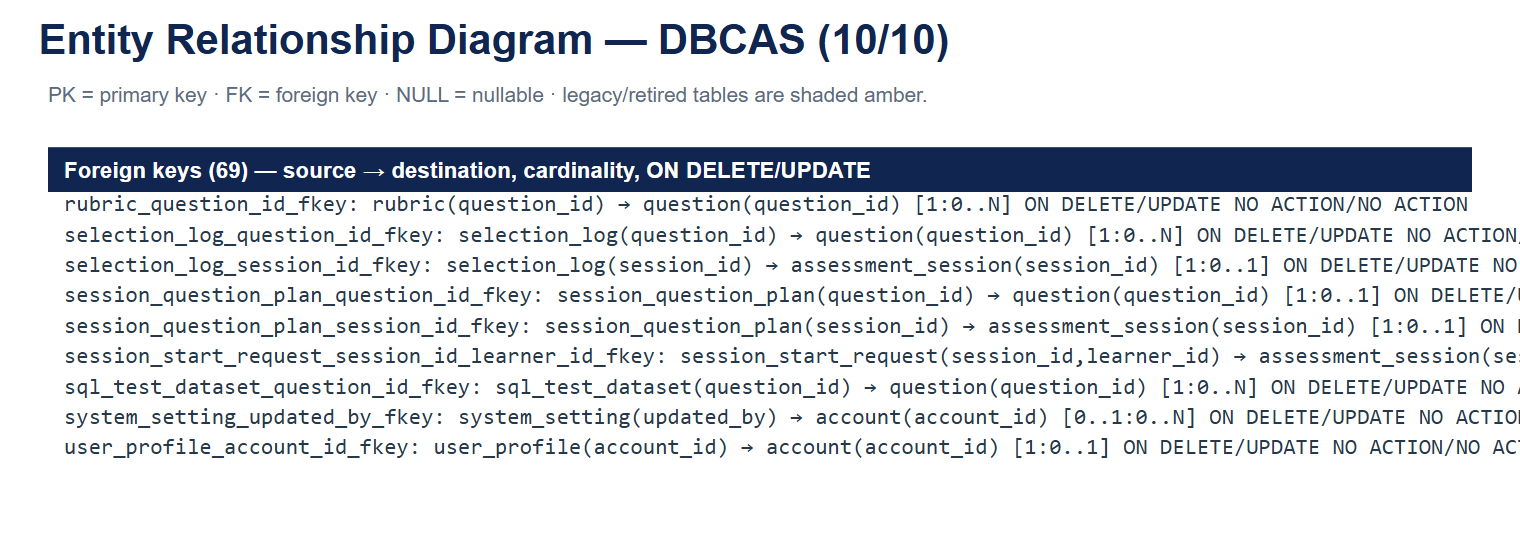 Entity Relationship Diagram — DBCAS (10/10)
PK = primary key · FK = foreign key · NULL = nullable · legacy/retired tables are shaded amber.
Foreign keys (69) — source → destination, cardinality, ON DELETE/UPDATE
rubric_question_id_fkey: rubric(question_id) → question(question_id) [1:0..N] ON DELETE/UPDATE NO ACTION/NO ACTION
selection_log_question_id_fkey: selection_log(question_id) → question(question_id) [1:0..N] ON DELETE/UPDATE NO ACTION/
selection_log_session_id_fkey: selection_log(session_id) → assessment_session(session_id) [1:0..1] ON DELETE/UPDATE NO
session_question_plan_question_id_fkey: session_question_plan(question_id) → question(question_id) [1:0..1] ON DELETE/
session_question_plan_session_id_fkey: session_question_plan(session_id) → assessment_session(session_id) [1:0..1] ON
session_start_request_session_id_learner_id_fkey: session_start_request(session_id,learner_id) → assessment_session(
sql_test_dataset_question_id_fkey: sql_test_dataset(question_id) → question(question_id) [1:0..N] ON DELETE/UPDATE NO
system_setting_updated_by_fkey: system_setting(updated_by) → account(account_id) [0..1:0..N] ON DELETE/UPDATE NO ACTION
user_profile_account_id_fkey: user_profile(account_id) → account(account_id) [1:0..1] ON DELETE/UPDATE NO ACTION/NO